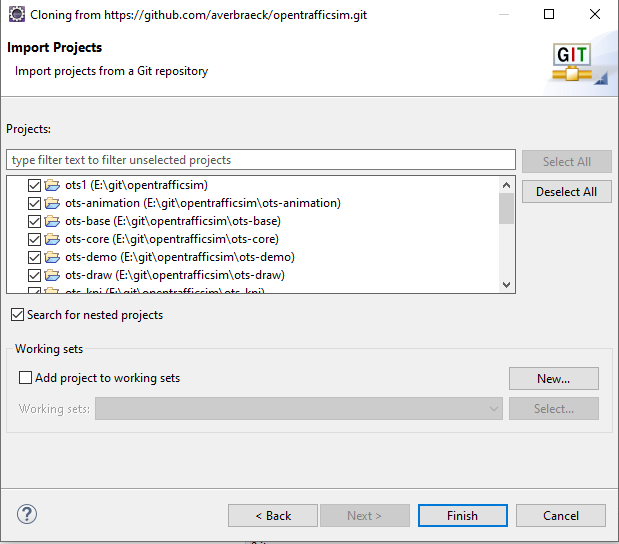 Cloning from https://github.com/averbraeck/opentrafficsim.git
Import Projects
Import projects from a Git repository
GIT
Projects:
type filter text to filter unselected projects
Select All
ots1 (E:\git\opentrafficsim)
Deselect All
ots-animation (E:\git\opentrafficsim\ots-animation)
ots-base (E:\git\opentrafficsim\ots-base)
ots-core (E:\git\opentrafficsim\ots-core)
ots-demo (E:\git\opentrafficsim\ots-demo)
ots-draw (E:\git\opentrafficsim\ots-draw)
Search for nested projects
Working sets
Add project to working sets
New...
Working sets:
Select...
?
< Back
Next >
Finish
Cancel